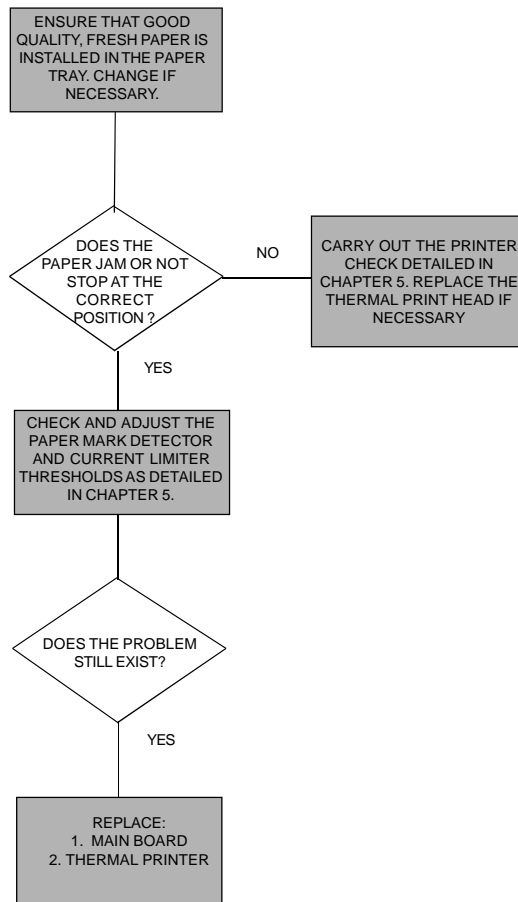 ENSURE THAT GOOD
QUALITY, FRESH PAPER IS
INSTALLED IN THE PAPER
TRAY. CHANGE IF
NECESSARY.
DOES THE
PAPER JAM OR NOT
STOP AT THE
CORRECT
POSITION ?
NO
CARRY OUT THE PRINTER
CHECK DETAILED IN
CHAPTER 5. REPLACE THE
THERMAL PRINT HEAD IF
NECESSARY
YES
CHECK AND ADJUST THE
PAPER MARK DETECTOR
AND CURRENT LIMITER
THRESHOLDS AS DETAILED
IN CHAPTER 5.
DOES THE PROBLEM
STILL EXIST?
YES
REPLACE:
1. MAIN BOARD
2. THERMAL PRINTER